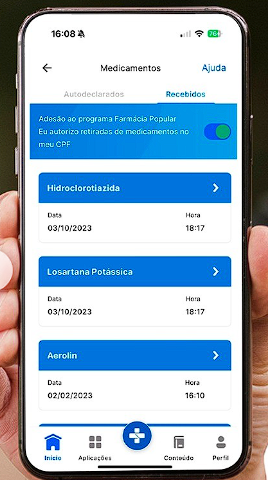 16:08
76
Medicamentos
Ajuda
Autodeclarados
Recebidos
Adesão ao programa Farmácia Popular
Eu autorizo retiradas de medicamentos no
meu CPF
Hidroclorotiazida
Data
Hora
03/10/2023
18:17
Losartana Potássica
Data
Hora
03/10/2023
18:17
Aerolin
Data
Hora
02/02/2023
16:10
Início
Aplicações
Conteúdo
Perfil